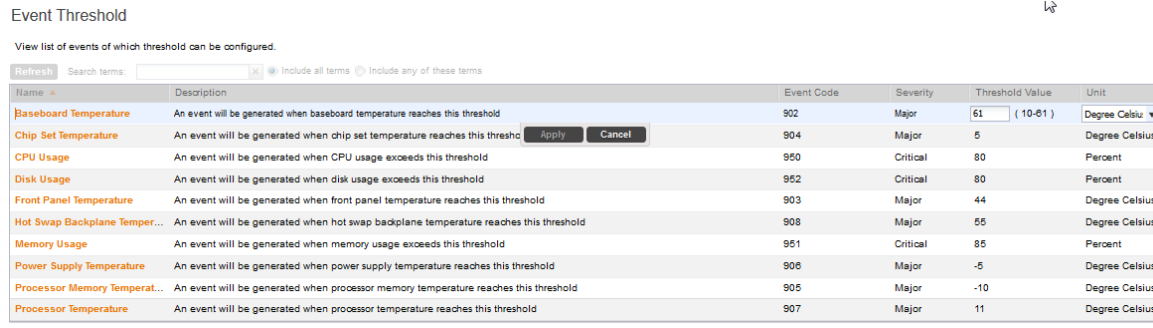 Event Threshold
View list of events of which threshold can be configured.
Refresh Search terms: Include all terms Include any of these terms
Name Description Event Code Severity Threshold Value Unit
Baseboard Temperature An event will be generated when baseboard temperature reaches this threshold 902 Major 61 ( 10-61 ) Degree Celsiu:
Chip Set Temperature An event will be generated when chip set temperature reaches this thresho Apply Cancel 904 Major 5 Degree Celsius
CPU Usage An event will be generated when CPU usage exceeds this threshold 950 Critical 80 Percent
Disk Usage An event will be generated when disk usage exceeds this threshold 952 Critical 80 Percent
Front Panel Temperature An event will be generated when front panel temperature reaches this threshold 903 Major 44 Degree Celsius
Hot Swap Backplane Temper... An event will be generated when hot swap backplane temperature reaches this threshold 908 Major 55 Degree Celsius
Memory Usage An event will be generated when memory usage exceeds this threshold 951 Critical 85 Percent
Power Supply Temperature An event will be generated when power supply temperature reaches this threshold 906 Major -5 Degree Celsius
Processor Memory Temperat... An event will be generated when processor memory temperature reaches this threshold 905 Major -10 Degree Celsius
Processor Temperature An event will be generated when processor temperature reaches this threshold 907 Major 11 Degree Celsius